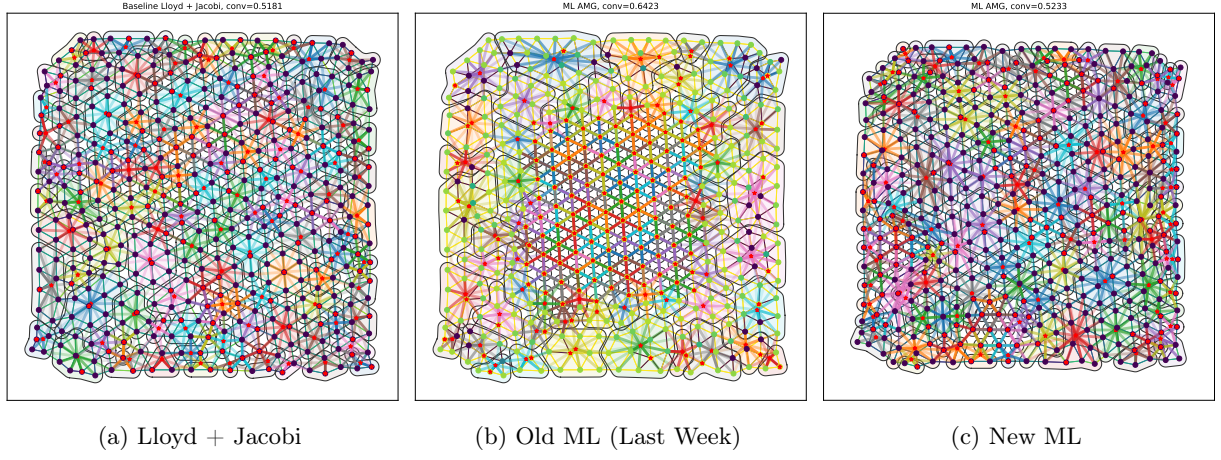 Baseline Lloyd + Jacobi, conv=0.5181
ML AMG, conv=0.6423
ML AMG, conv=0.5233
(a) Lloyd + Jacobi
(b) Old ML (Last Week)
(c) New ML